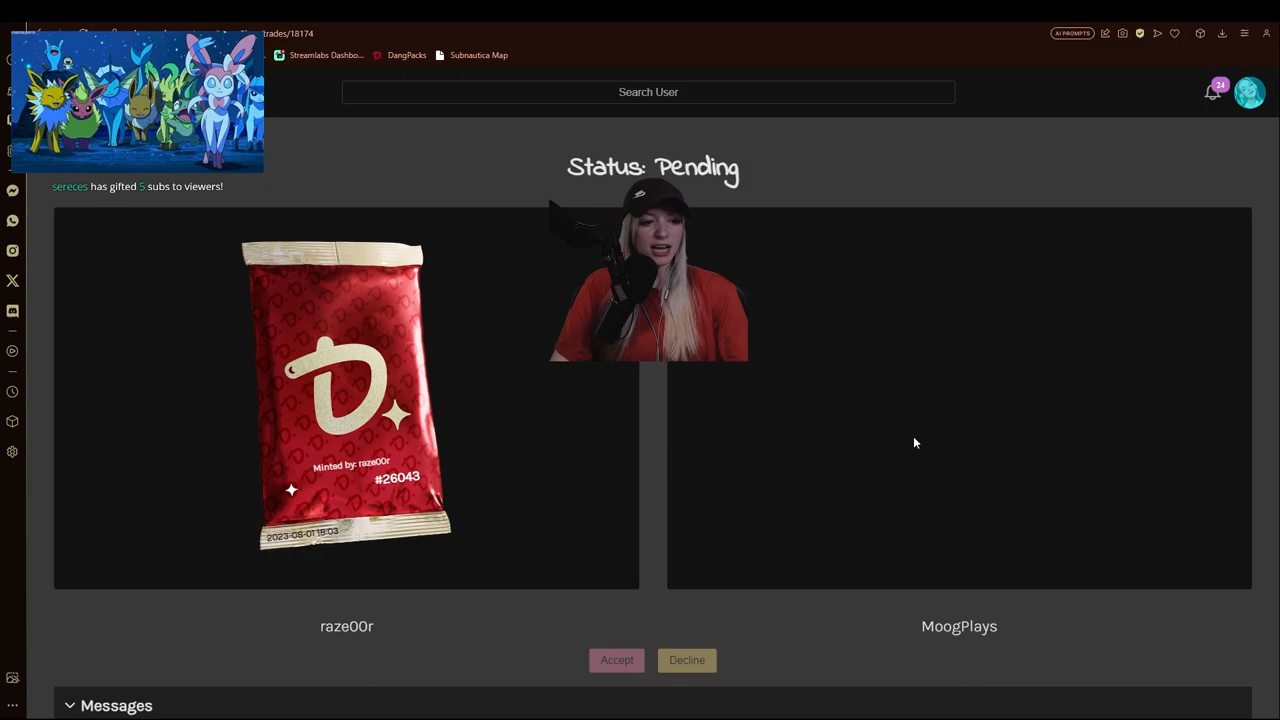 trades/18174
AI PROMPTS
Streamlabs Dashbo...
DangPacks
Subnautica Map
Search User
24
Status: Pending
sereces has gifted 5 subs to viewers!
D
Minted by: raze00r
#26043
2023-08-01 18:03
raze00r
MoogPlays
Accept
Decline
Messages